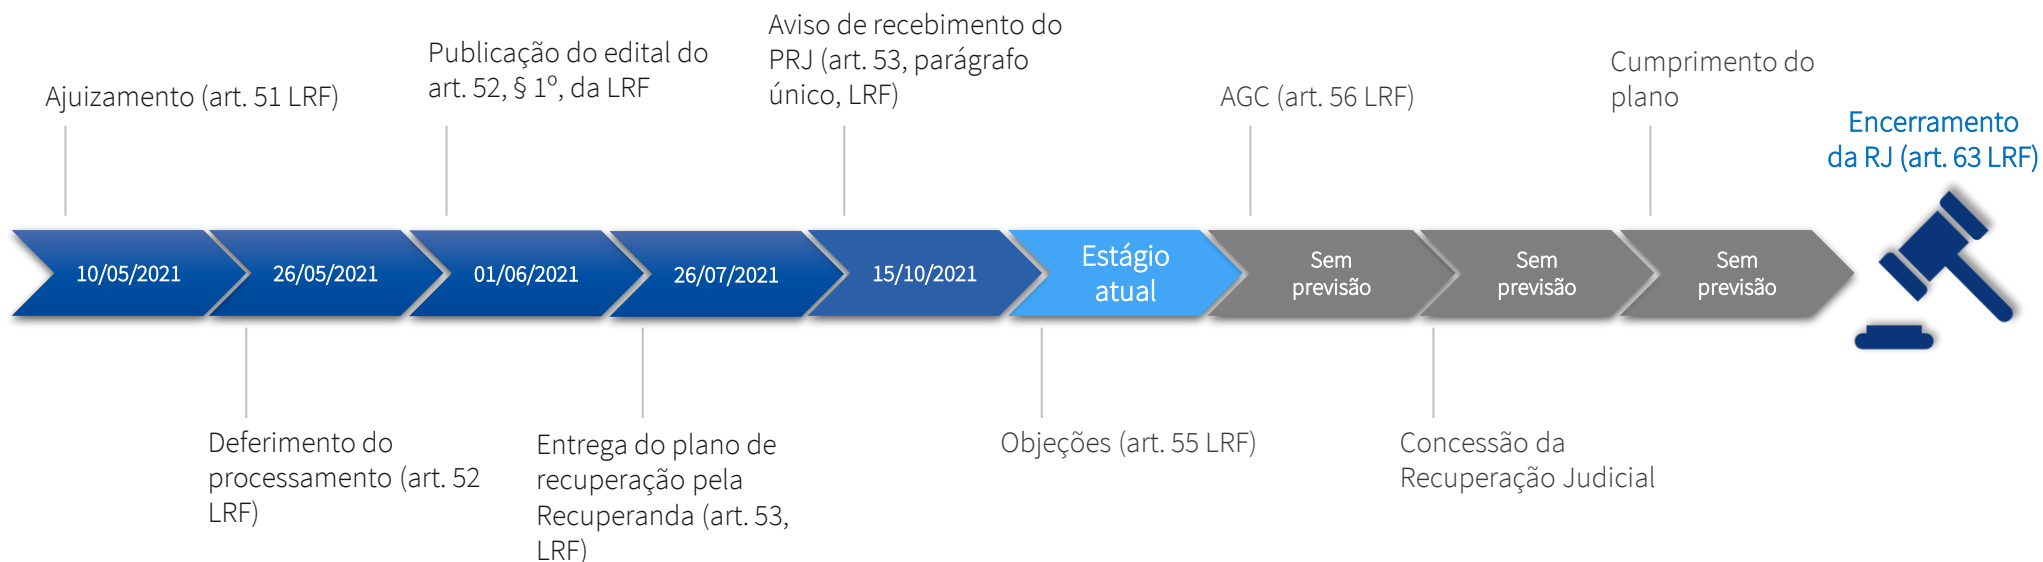 Ajuizamento (art. 51 LRF)
Publicação do edital do
art. 52, § 1º, da LRF
Aviso de recebimento do
PRJ (art. 53, parágrafo
único, LRF)
AGC (art. 56 LRF)
Cumprimento do
plano
Encerramento
da RJ (art. 63 LRF)
10/05/2021
26/05/2021
01/06/2021
26/07/2021
15/10/2021
Estágio
atual
Sem
previsão
Sem
previsão
Sem
previsão
Deferimento do
processamento (art. 52
LRF)
Entrega do plano de
recuperação pela
Recuperanda (art. 53,
LRF)
Objeções (art. 55 LRF)
Concessão da
Recuperação Judicial